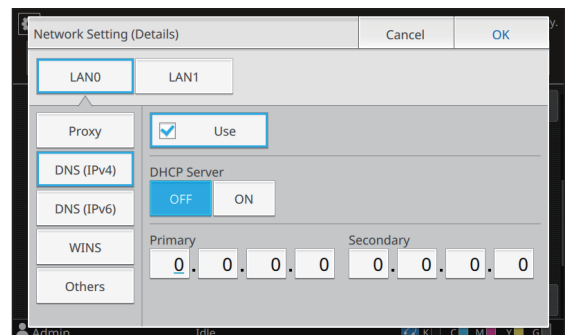 Network Setting (Details)
Cancel
OK
y.
LAN0
LAN1
Proxy
Use
DNS (IPv4)
DHCP Server
OFF
ON
DNS (IPv6)
WINS
Primary
Secondary
0 . 0 . 0 . 0
0 . 0 . 0 . 0
Others
Admin
Idle
K
C
M
Y
G